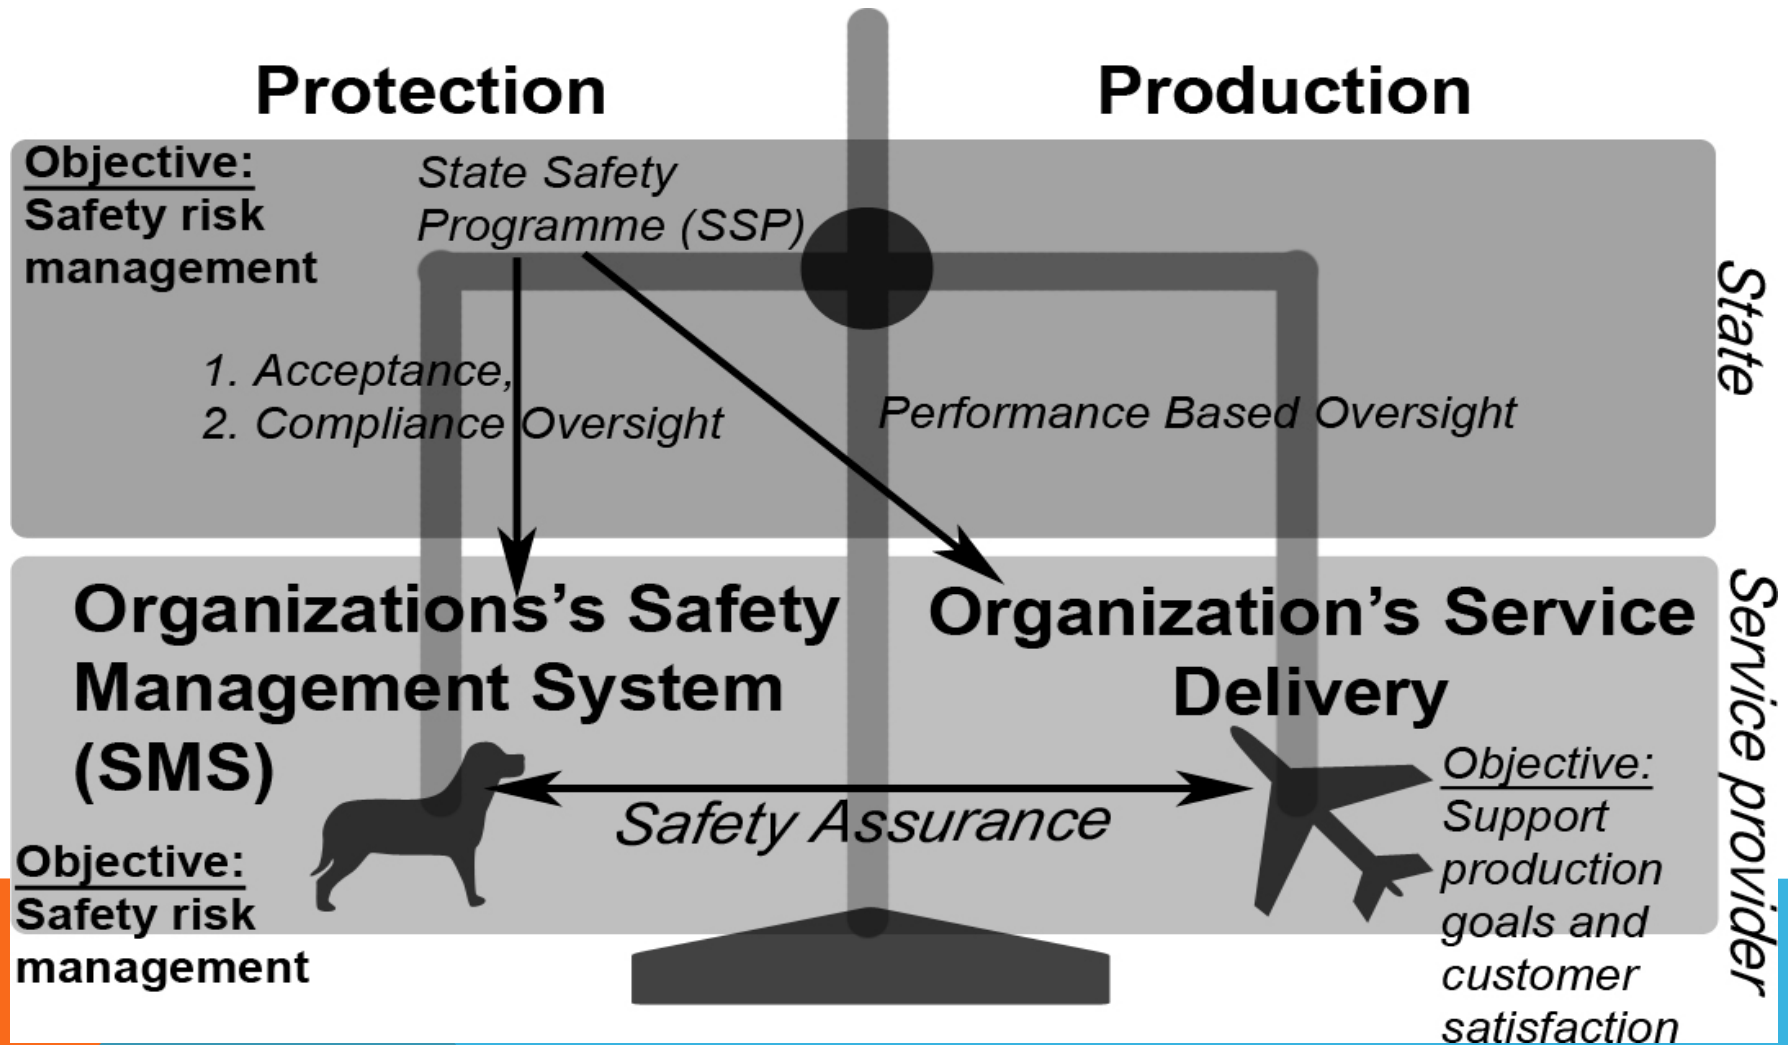 Protection
Production
Objective:
Safety risk
management
State Safety
Programme (SSP)
State
1. Acceptance,
2. Compliance Oversight
Performance Based Oversight
Organizations's Safety
Management System
(SMS)
Organization's Service
Delivery
Service provider
Safety Assurance
Objective:
Safety risk
management
Objective:
Support
production
goals and
customer
satisfaction